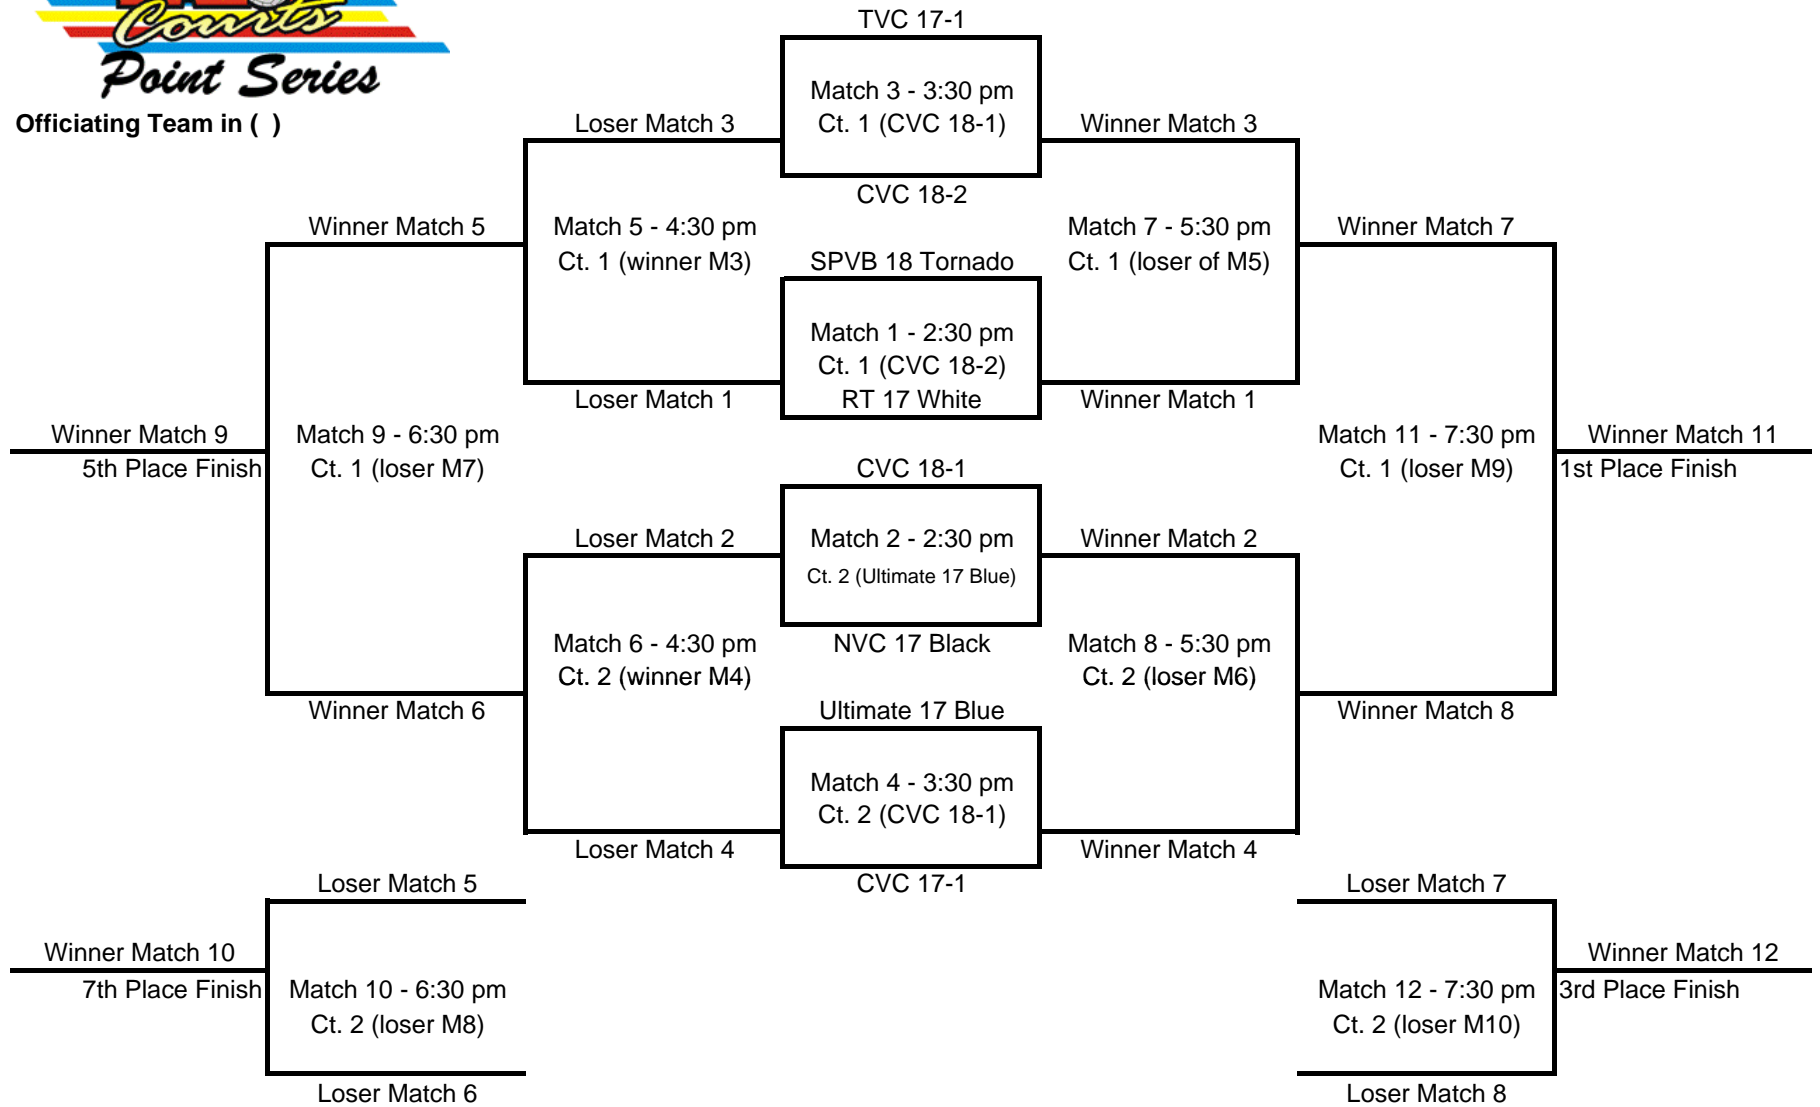 Courts
Point Series
Officiating Team in ( )
TVC 17-1
Match 3 - 3:30 pm
Ct. 1 (CVC 18-1)
CVC 18-2
Loser Match 3
Winner Match 3
Winner Match 5
Match 5 - 4:30 pm
Ct. 1 (winner M3)
SPVB 18 Tornado
Match 1 - 2:30 pm
Ct. 1 (CVC 18-2)
RT 17 White
Match 7 - 5:30 pm
Ct. 1 (loser of M5)
Winner Match 7
Loser Match 1
Winner Match 1
Winner Match 9
5th Place Finish
Match 9 - 6:30 pm
Ct. 1 (loser M7)
Match 11 - 7:30 pm
Ct. 1 (loser M9)
Winner Match 11
1st Place Finish
CVC 18-1
Loser Match 2
Match 2 - 2:30 pm
Ct. 2 (Ultimate 17 Blue)
NVC 17 Black
Winner Match 2
Match 6 - 4:30 pm
Ct. 2 (winner M4)
Match 8 - 5:30 pm
Ct. 2 (loser M6)
Winner Match 6
Ultimate 17 Blue
Winner Match 8
Match 4 - 3:30 pm
Ct. 2 (CVC 18-1)
CVC 17-1
Loser Match 4
Winner Match 4
Loser Match 5
Loser Match 7
Winner Match 10
7th Place Finish
Match 10 - 6:30 pm
Ct. 2 (loser M8)
Match 12 - 7:30 pm
Ct. 2 (loser M10)
Winner Match 12
3rd Place Finish
Loser Match 6
Loser Match 8